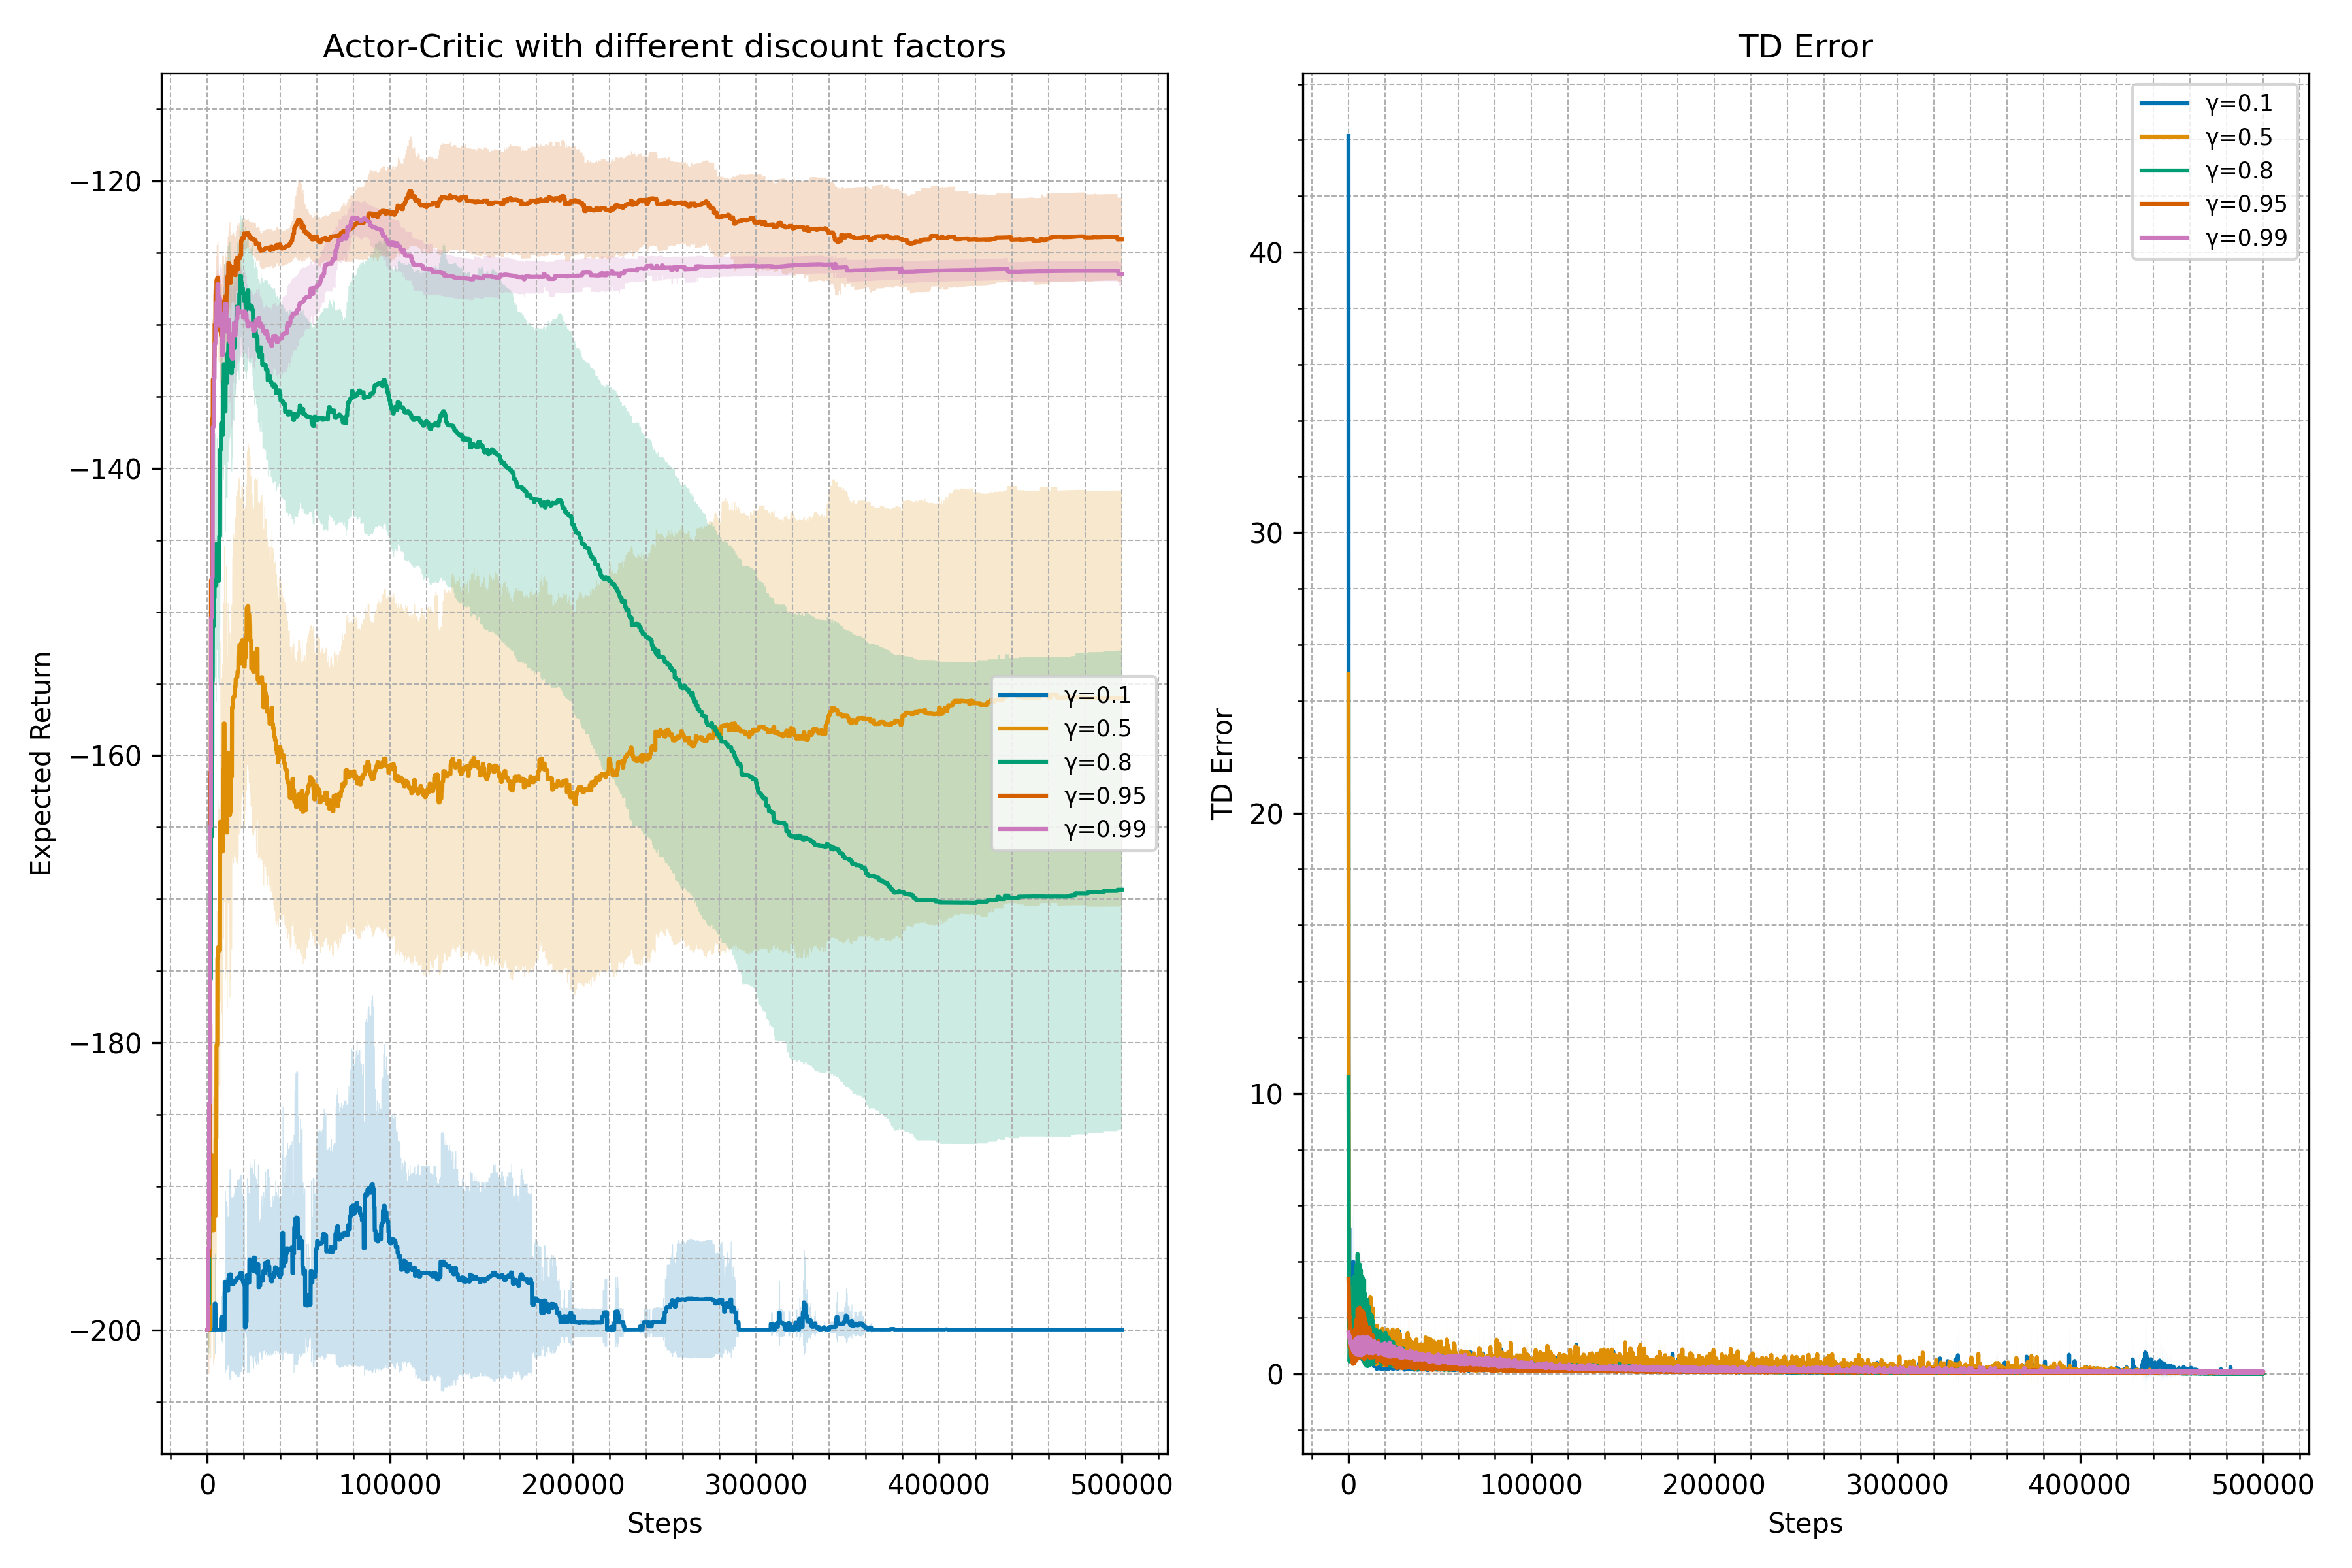 Actor-Critic with different discount factors
Expected Return
−120
−140
−160
−180
−200
γ=0.1
γ=0.5
γ=0.8
γ=0.95
γ=0.99
0 100000 200000 300000 400000 500000
Steps
TD Error
TD Error
40
30
20
10
0
γ=0.1
γ=0.5
γ=0.8
γ=0.95
γ=0.99
0 100000 200000 300000 400000 500000
Steps